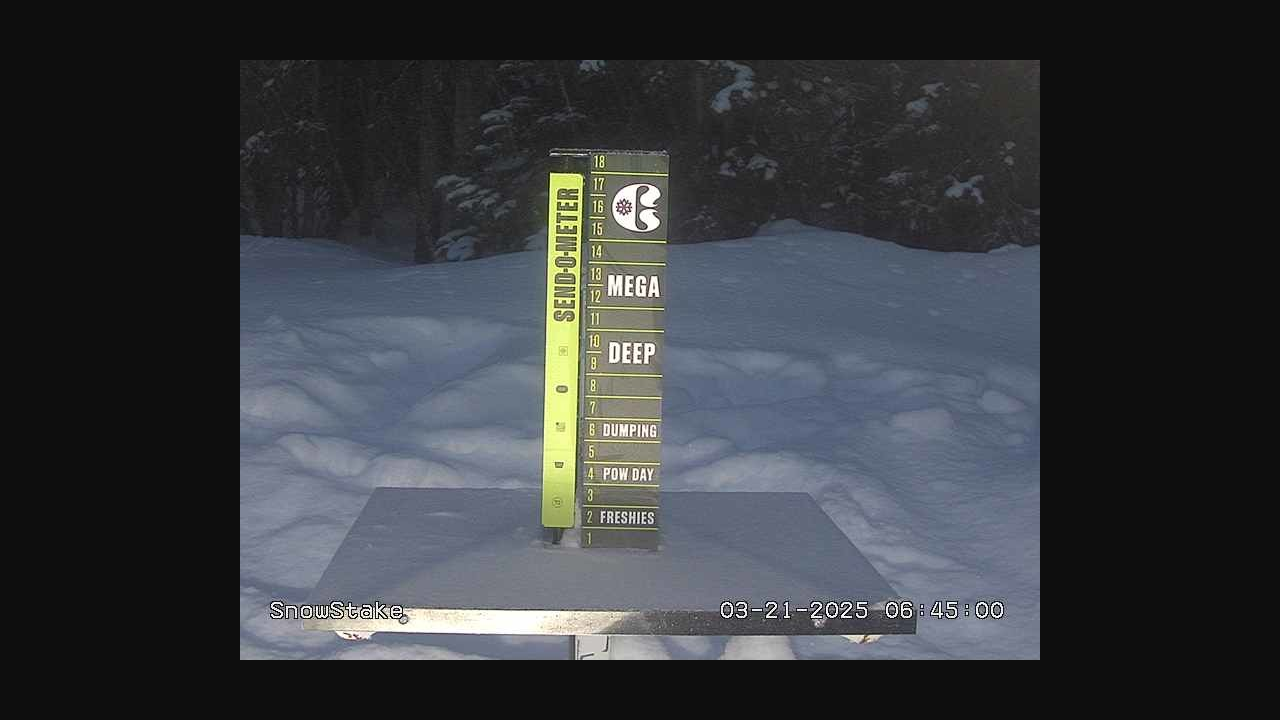 SEND-O-METER
18
17
16
15
14
13
MEGA
12
11
10
DEEP
9
8
7
6 DUMPING
5
4 POW DAY
3
2 FRESHIES
1
SnowStake
03-21-2025 06:45:00